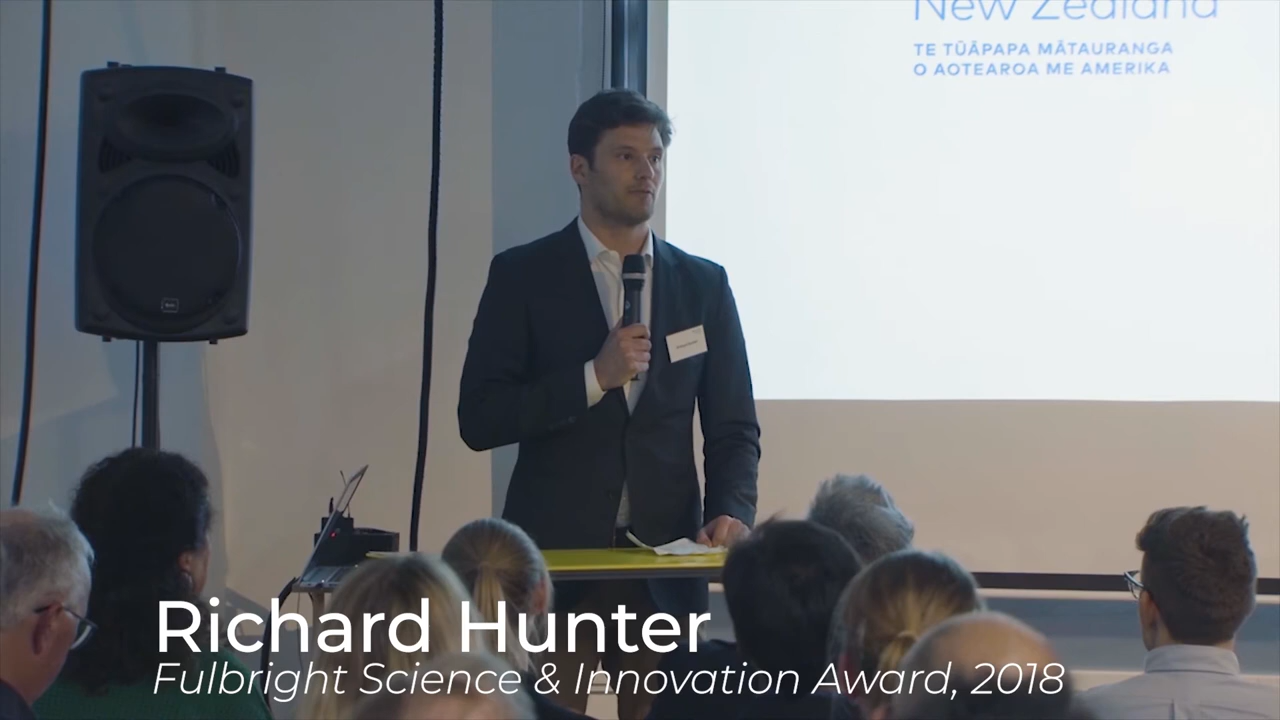 New Zealand
TE TŪĀPAPA MĀTAURANGA
O AOTEAROA ME AMERIKA
Richard Hunter
Fulbright Science & Innovation Award, 2018